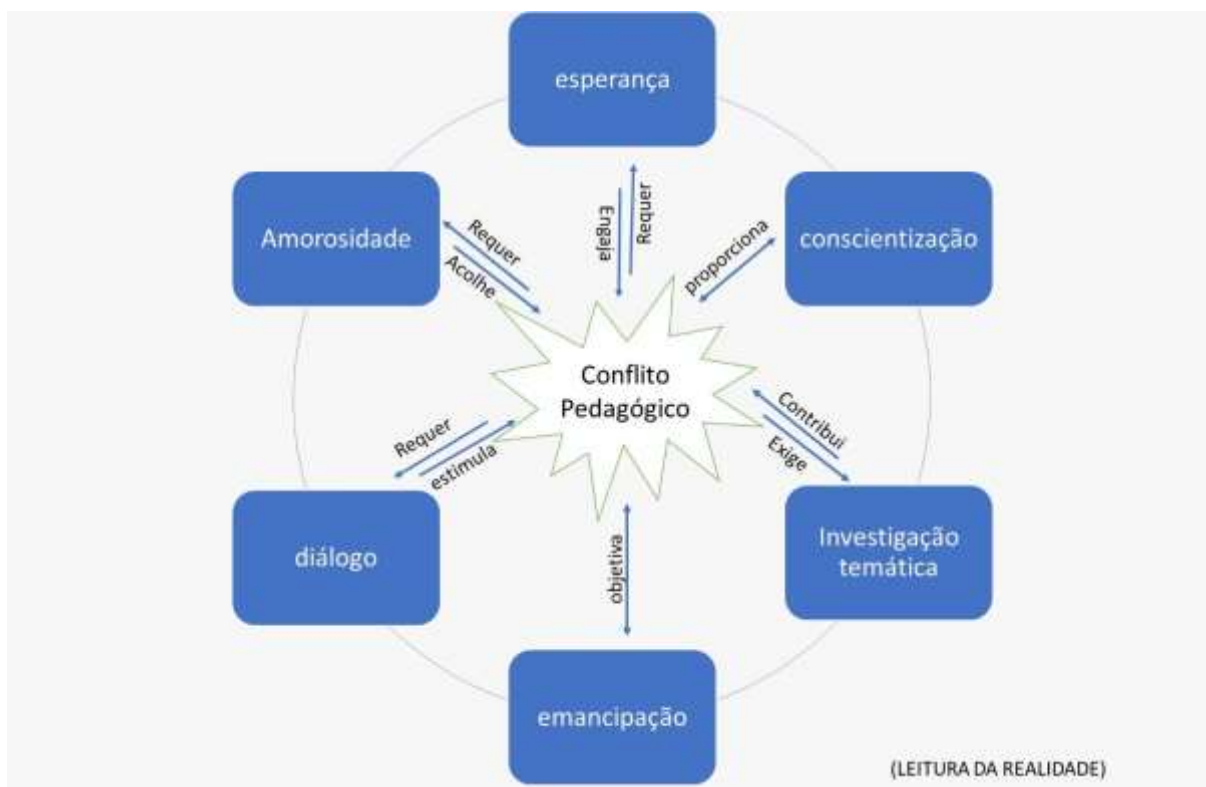 esperança
Amorosidade
conscientização
Requer
Acolhe
Engaja
Requer
proporciona
Conflito
Pedagógico
Requer
estimula
Contribui
Exige
diálogo
objetiva
Investigação
temática
emancipação
(LEITURA DA REALIDADE)